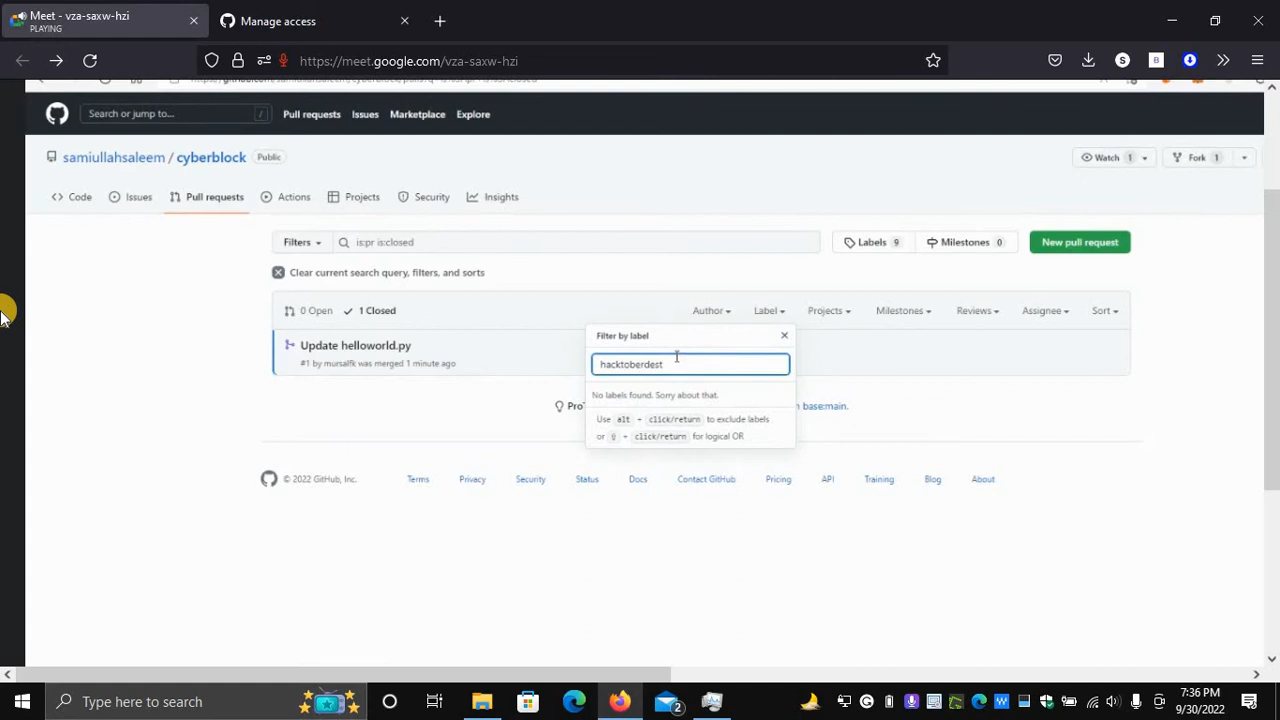 Meet - vza-saxw-hzi
PLAYING
Manage access
https://meet.google.com/vza-saxw-hzi
Search or jump to...
/
Pull requests
Issues
Marketplace
Explore
samiullahsaleem / cyberblock
Public
Watch 1
Fork 1
Code
Issues
Pull requests
Actions
Projects
Security
Insights
Filters
is:pr is:closed
Labels 9
Milestones 0
New pull request
Clear current search query, filters, and sorts
0 Open
1 Closed
Author
Label
Projects
Milestones
Reviews
Assignee
Sort
Filter by label
Update helloworld.py
#1 by mursalfk was merged 1 minute ago
hacktoberdest
No labels found. Sorry about that.
Use alt + click/return to exclude labels
or ⇧ + click/return for logical OR
base:main.
© 2022 GitHub, Inc.
Terms
Privacy
Security
Status
Docs
Contact GitHub
Pricing
API
Training
Blog
About
Type here to search
2
7:36 PM
9/30/2022